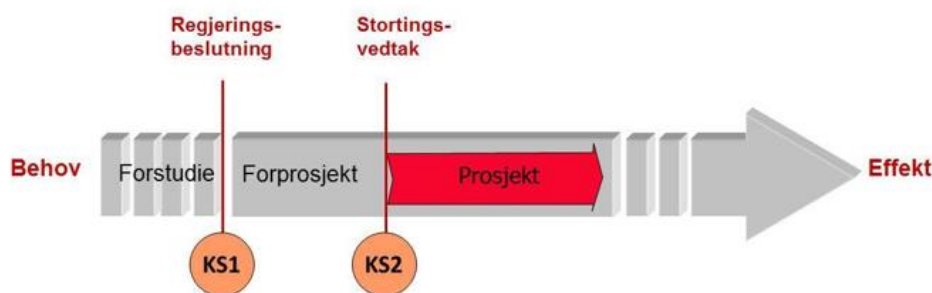 Regjerings-
beslutning
Stortings-
vedtak
Behov
Forstudie
Forprosjekt
Prosjekt
Effekt
KS1
KS2